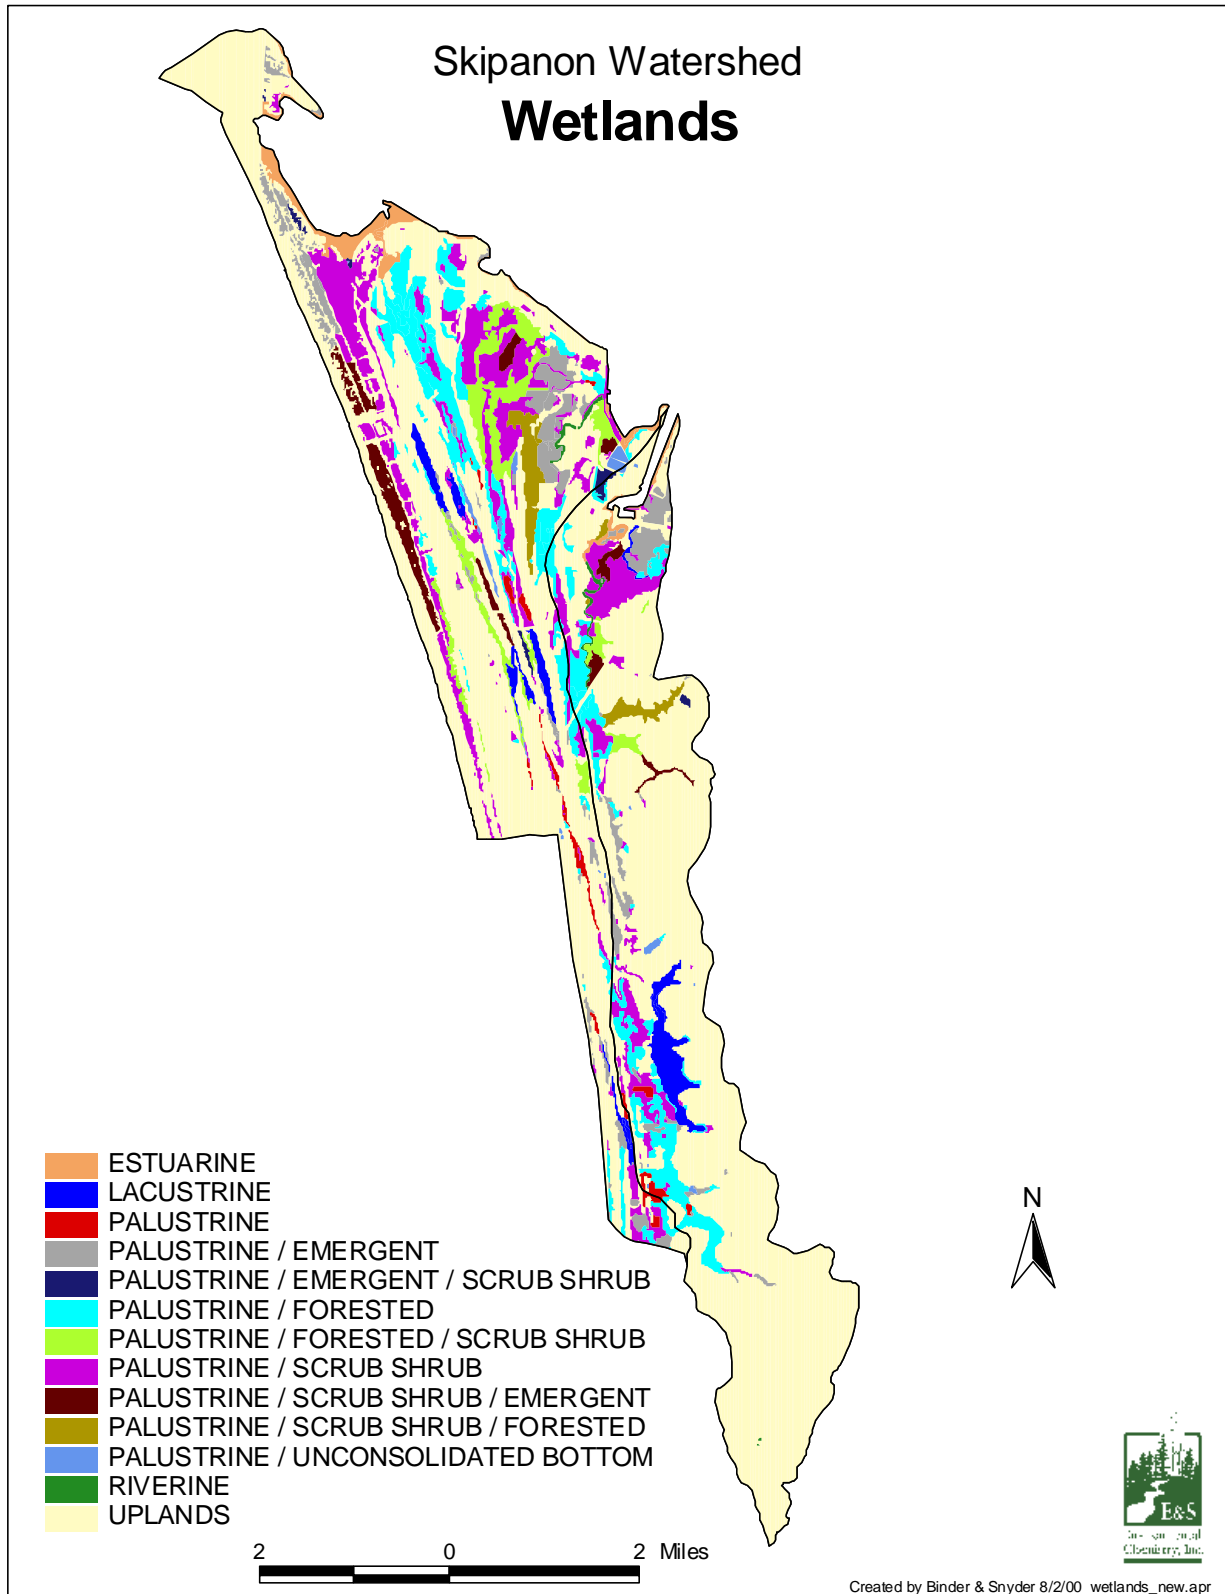 Skipanon Watershed
Wetlands
ESTUARINE
LACUSTRINE
PALUSTRINE
PALUSTRINE / EMERGENT
PALUSTRINE / EMERGENT / SCRUB SHRUB
PALUSTRINE / FORESTED
PALUSTRINE / FORESTED / SCRUB SHRUB
PALUSTRINE / SCRUB SHRUB
PALUSTRINE / SCRUB SHRUB / EMERGENT
PALUSTRINE / SCRUB SHRUB / FORESTED
PALUSTRINE / UNCONSOLIDATED BOTTOM
RIVERINE
UPLANDS
N
2 0 2 Miles
E&S
Chemistry, Inc.
Created by Binder & Snyder 8/2/00 wetlands_new.apr